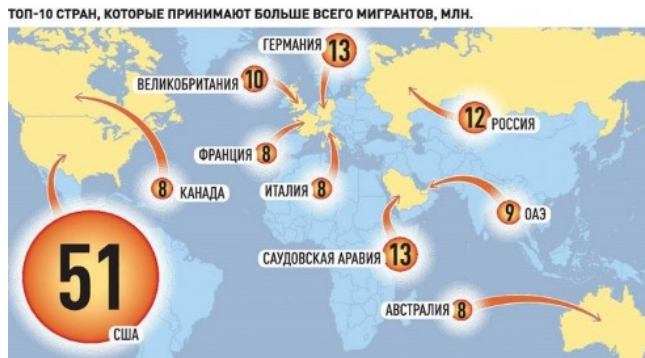 ТОП-10 СТРАН, КОТОРЫЕ ПРИНИМАЮТ БОЛЬШЕ ВСЕГО МИГРАНТОВ, МЛН.
ГЕРМАНИЯ 13
ВЕЛИКОБРИТАНИЯ 10
12 РОССИЯ
ФРАНЦИЯ 8
8 КАНАДА
ИТАЛИЯ 8
9 ОАЭ
51
США
САУДОВСКАЯ АРАВИЯ 13
АВСТРАЛИЯ 8